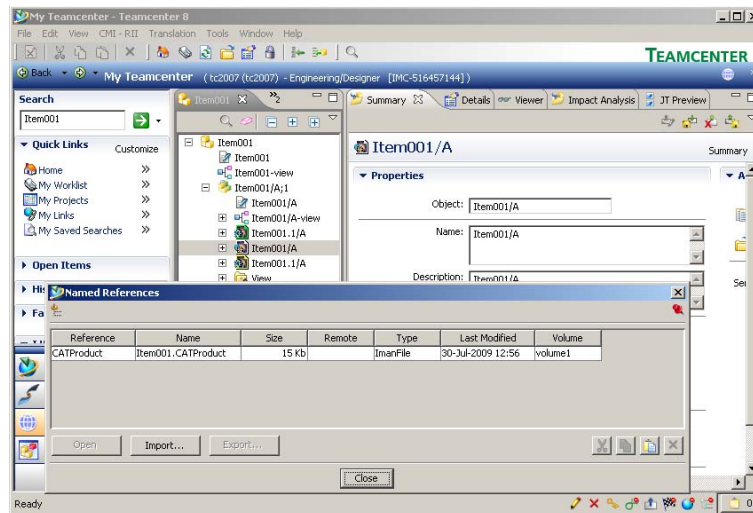 My Teamcenter - Teamcenter 8
File Edit View CMI-RII Translation Tools Window Help
TEAMCENTER
Back My Teamcenter ( tc2007 (tc2007) - Engineering/Designer [IMC-516457144] )
Search
Item001
Quick Links Customize
Home
My Worklist
My Projects
My Links
My Saved Searches
Open Items
Item001
2
Item001
Item001
Item001-view
Item001/A;1
Item001/A
Item001/A-view
Item001.1/A
Item001/A
Item001.1/A
View
Summary Details Viewer Impact Analysis JT Preview
Item001/A Summary
Properties
Object: Item001/A
Name: Item001/A
Description: Item001/A
Named References
Reference Name Size Remote Type Last Modified Volume
CATProduct Item001.CATProduct 15 Kb ImanFile 30-Jul-2009 12:56 volume1
Open Import... Export...
Close
Ready